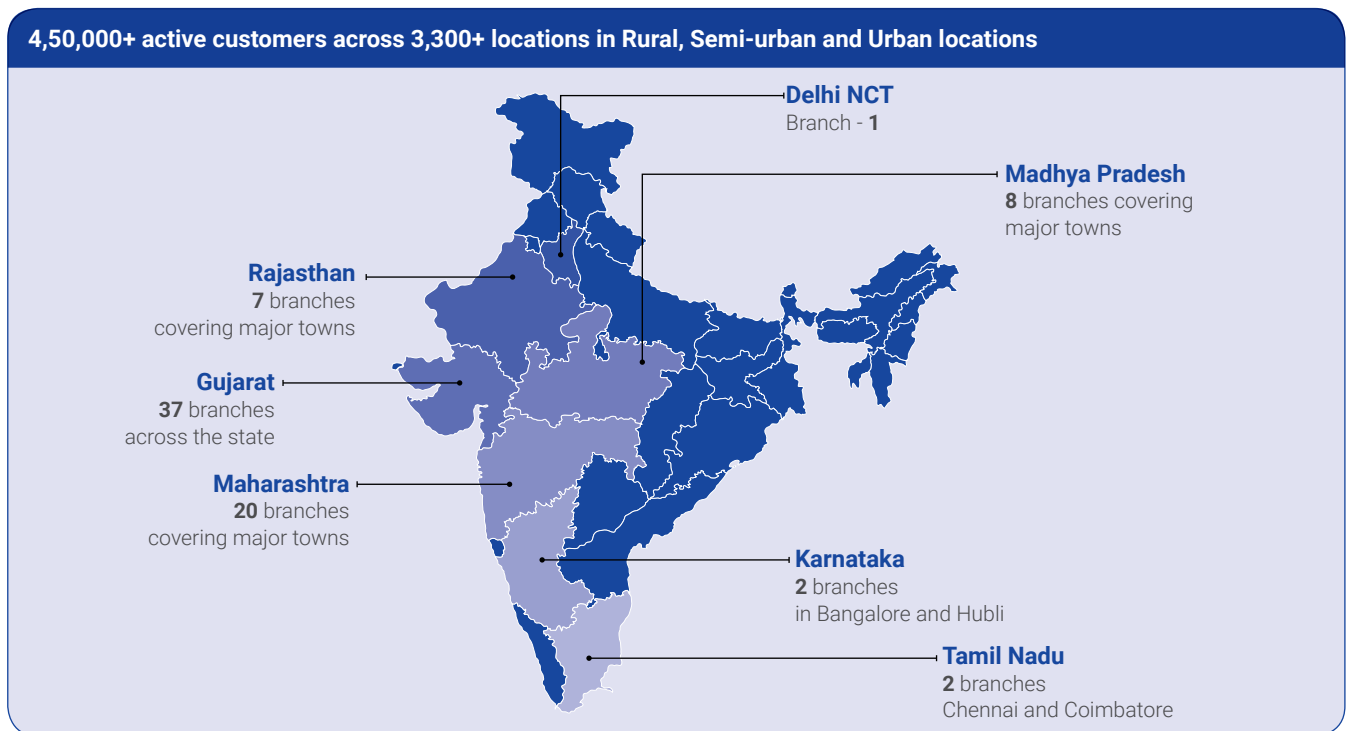 4,50,000+ active customers across 3,300+ locations in Rural, Semi-urban and Urban locations
Delhi NCT
Branch - 1
Madhya Pradesh
8 branches covering
major towns
Rajasthan
7 branches
covering major towns
Gujarat
37 branches
across the state
Maharashtra
20 branches
covering major towns
Karnataka
2 branches
in Bangalore and Hubli
Tamil Nadu
2 branches
Chennai and Coimbatore